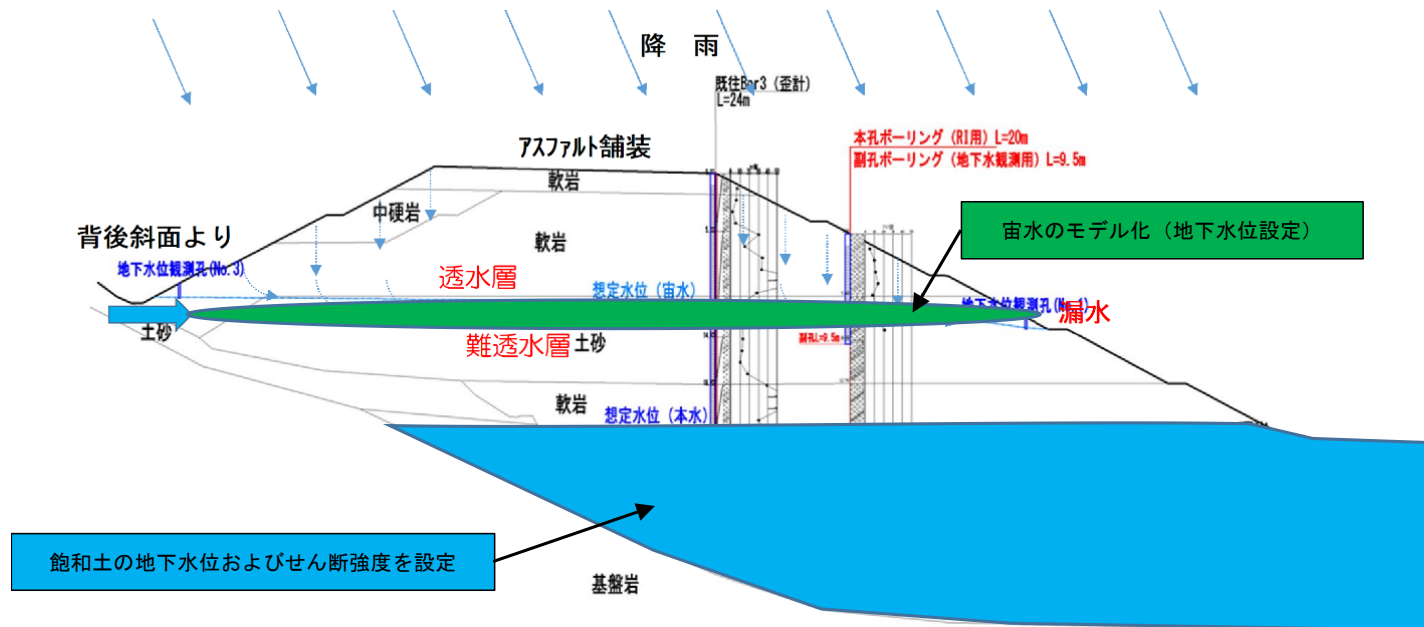 降　雨
既往Bor3（歪計）
L=24m
本孔ボーリング（RI用）L=20m
副孔ボーリング（地下水観測用）L=9.5m
アスファルト舗装
軟岩
中硬岩
宙水のモデル化（地下水位設定）
背後斜面より
軟岩
地下水位観測孔(No.3)
透水層
想定水位（宙水）
漏水
土砂
難透水層
土砂
副孔L=9.5m
軟岩
想定水位（本水）
飽和土の地下水位およびせん断強度を設定
基盤岩